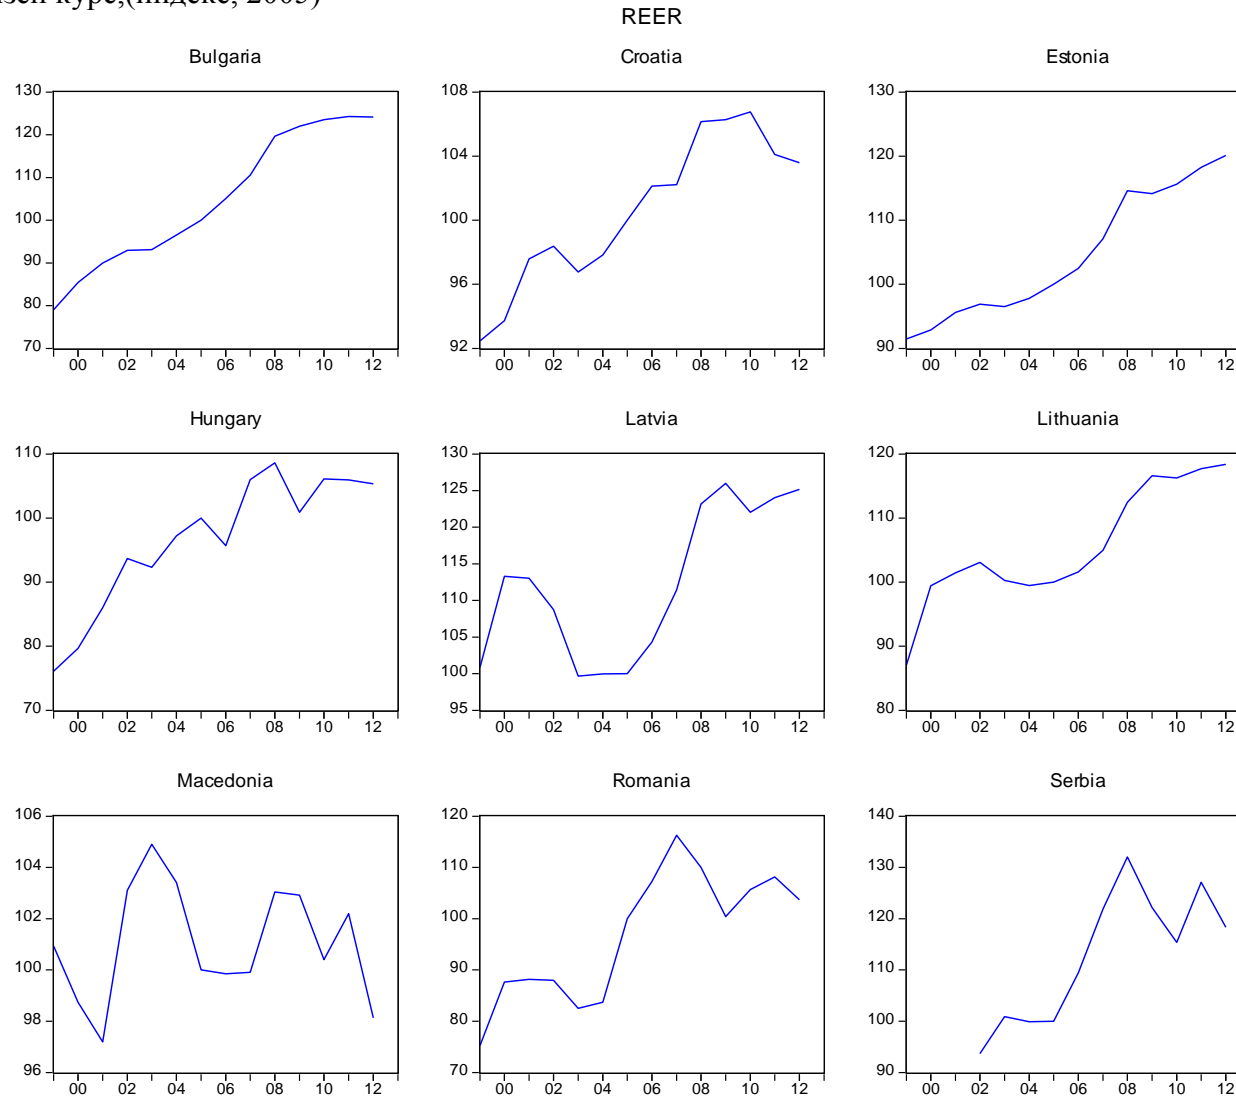 курс,(индекс, 2005)
REER
Bulgaria Croatia Estonia
130 108 130
120 104 120
110
100 100 110
90 96 100
80
70 92 90
00 02 04 06 08 10 12 00 02 04 06 08 10 12 00 02 04 06 08 10 12
Hungary Latvia Lithuania
110 130 120
125
100 120 110
115
90 110 100
105
80 100 90
70 95 80
00 02 04 06 08 10 12 00 02 04 06 08 10 12 00 02 04 06 08 10 12
Macedonia Romania Serbia
106 120 140
104 110 130
102 100 120
100 90 110
98 80 100
96 70 90
00 02 04 06 08 10 12 00 02 04 06 08 10 12 00 02 04 06 08 10 12